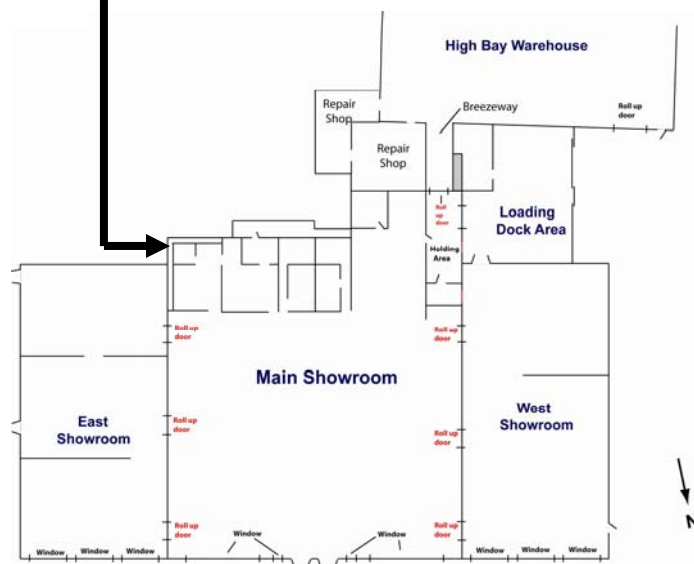 High Bay Warehouse
Repair
Shop
Breezeway
Roll up
door
Repair
Shop
Roll
up
door
Loading
Dock Area
Holding
Area
Roll up
door
Roll up
door
Main Showroom
East
Showroom
West
Showroom
Roll up
door
Roll up
door
Roll up
door
Roll up
door
Window
Window
Window Window Window
Window Window Window
N